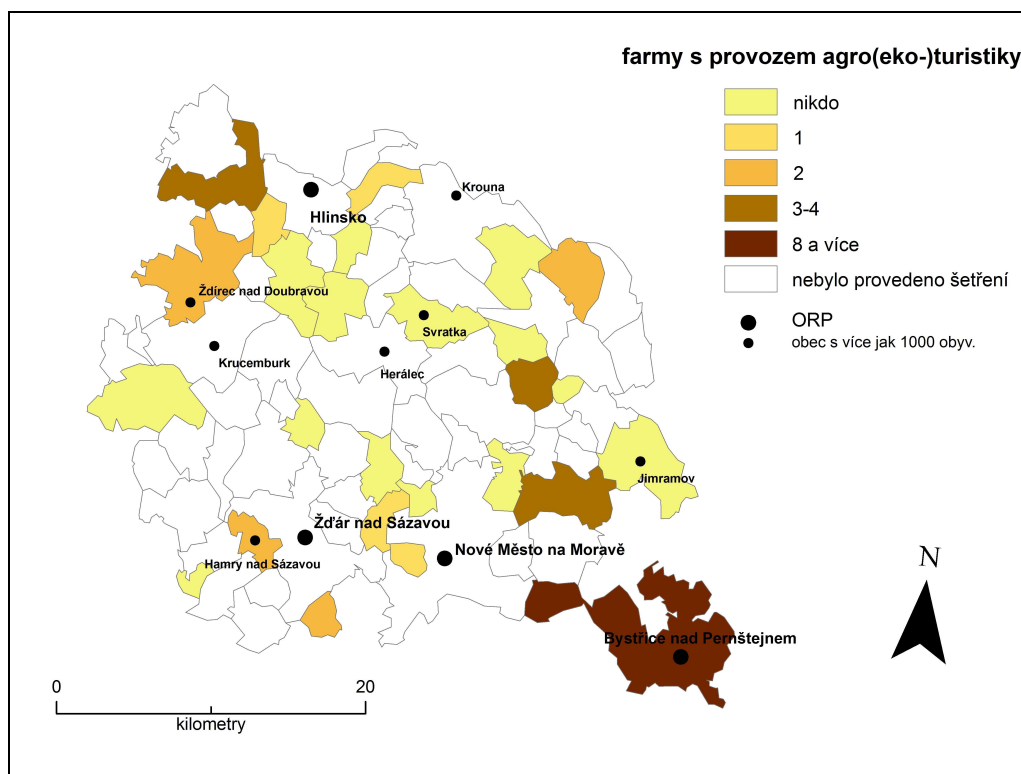 farmy s provozem agro(eko-)turistiky
nikdo
1
2
3-4
8 a více
nebylo provedeno šetření
ORP
obec s více jak 1000 obyv.
Krouna
Hlinsko
Ždírec nad Doubravou
Svratka
Krucemburk
Herálec
Jimramov
Žďár nad Sázavou
Nové Město na Moravě
Hamry nad Sázavou
Bystřice nad Pernštejnem
N
0 20
kilometry